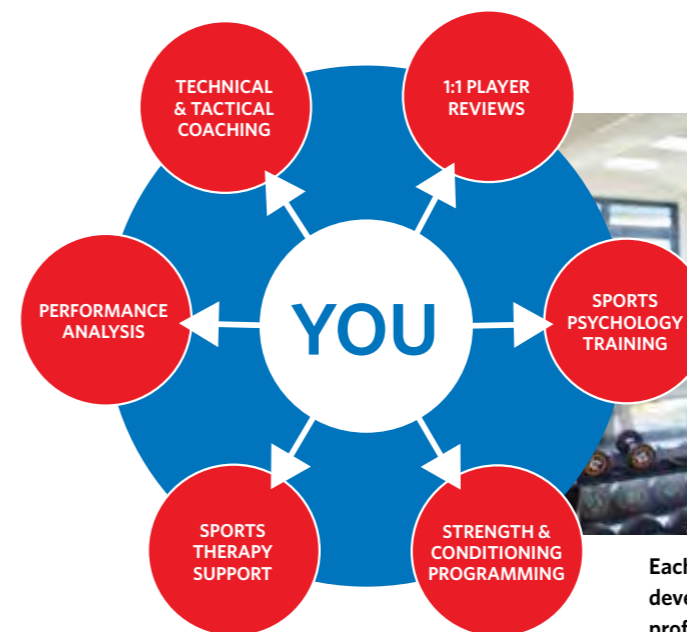 TECHNICAL
& TACTICAL
COACHING
1:1 PLAYER
REVIEWS
PERFORMANCE
ANALYSIS
YOU
SPORTS
PSYCHOLOGY
TRAINING
SPORTS
THERAPY
SUPPORT
STRENGTH &
CONDITIONING
PROGRAMMING
Each